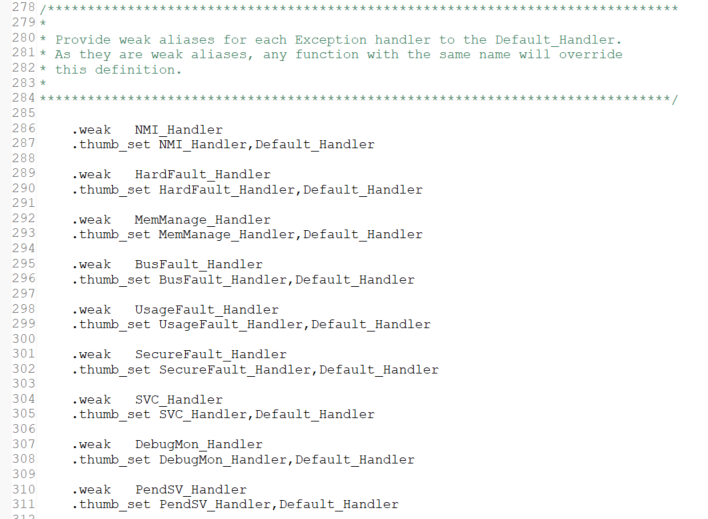 278 /*******************************************************************************
279 *
280 * Provide weak aliases for each Exception handler to the Default_Handler.
281 * As they are weak aliases, any function with the same name will override
282 * this definition.
283 *
284 *******************************************************************************/
285
286 .weak NMI_Handler
287 .thumb_set NMI_Handler,Default_Handler
288
289 .weak HardFault_Handler
290 .thumb_set HardFault_Handler,Default_Handler
291
292 .weak MemManage_Handler
293 .thumb_set MemManage_Handler,Default_Handler
294
295 .weak BusFault_Handler
296 .thumb_set BusFault_Handler,Default_Handler
297
298 .weak UsageFault_Handler
299 .thumb_set UsageFault_Handler,Default_Handler
300
301 .weak SecureFault_Handler
302 .thumb_set SecureFault_Handler,Default_Handler
303
304 .weak SVC_Handler
305 .thumb_set SVC_Handler,Default_Handler
306
307 .weak DebugMon_Handler
308 .thumb_set DebugMon_Handler,Default_Handler
309
310 .weak PendSV_Handler
311 .thumb_set PendSV_Handler,Default_Handler
312